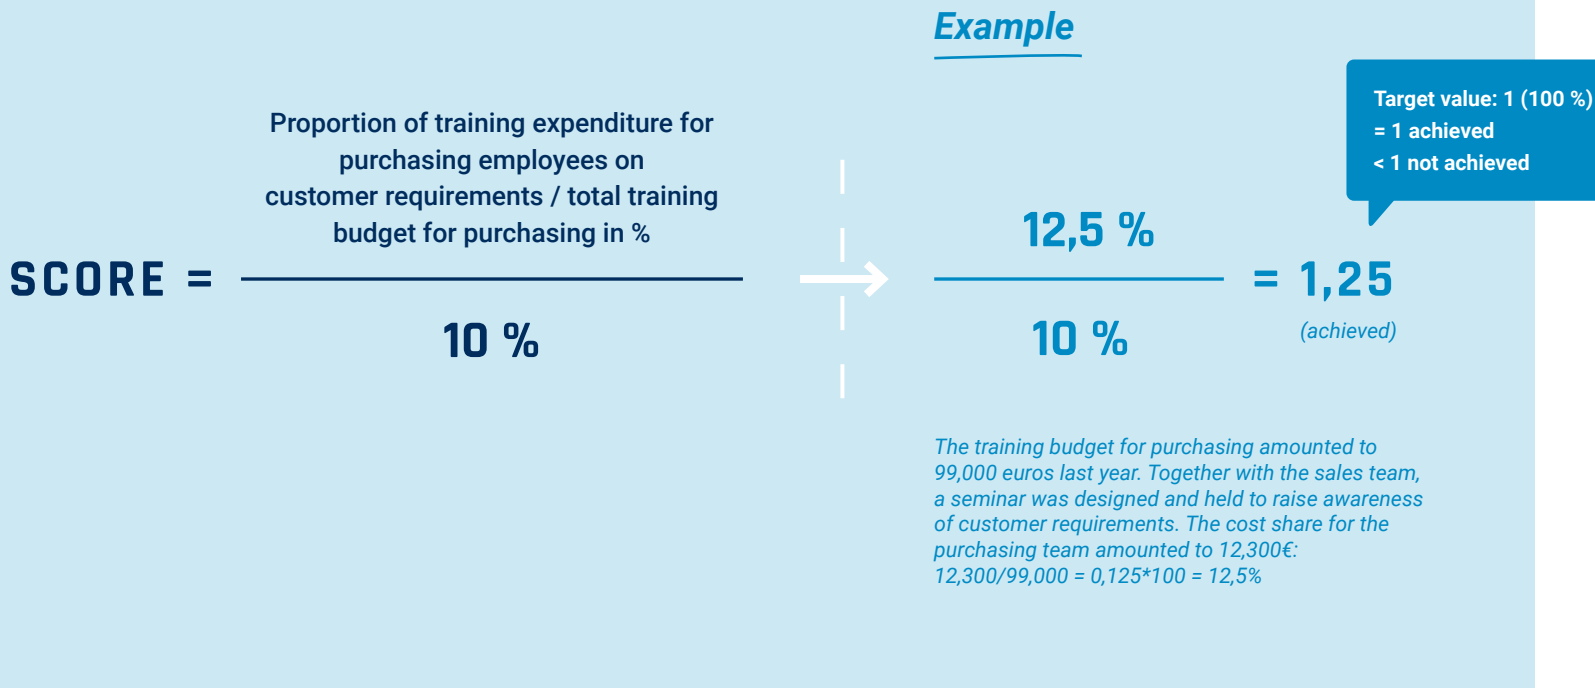 Example
Target value: 1 (100 %)
= 1 achieved
< 1 not achieved
Proportion of training expenditure for
purchasing employees on
customer requirements / total training
budget for purchasing in %
SCORE =
10 %
12,5 %
10 %
= 1,25
(achieved)
The training budget for purchasing amounted to
99,000 euros last year. Together with the sales team,
a seminar was designed and held to raise awareness
of customer requirements. The cost share for the
purchasing team amounted to 12,300€:
12,300/99,000 = 0,125*100 = 12,5%